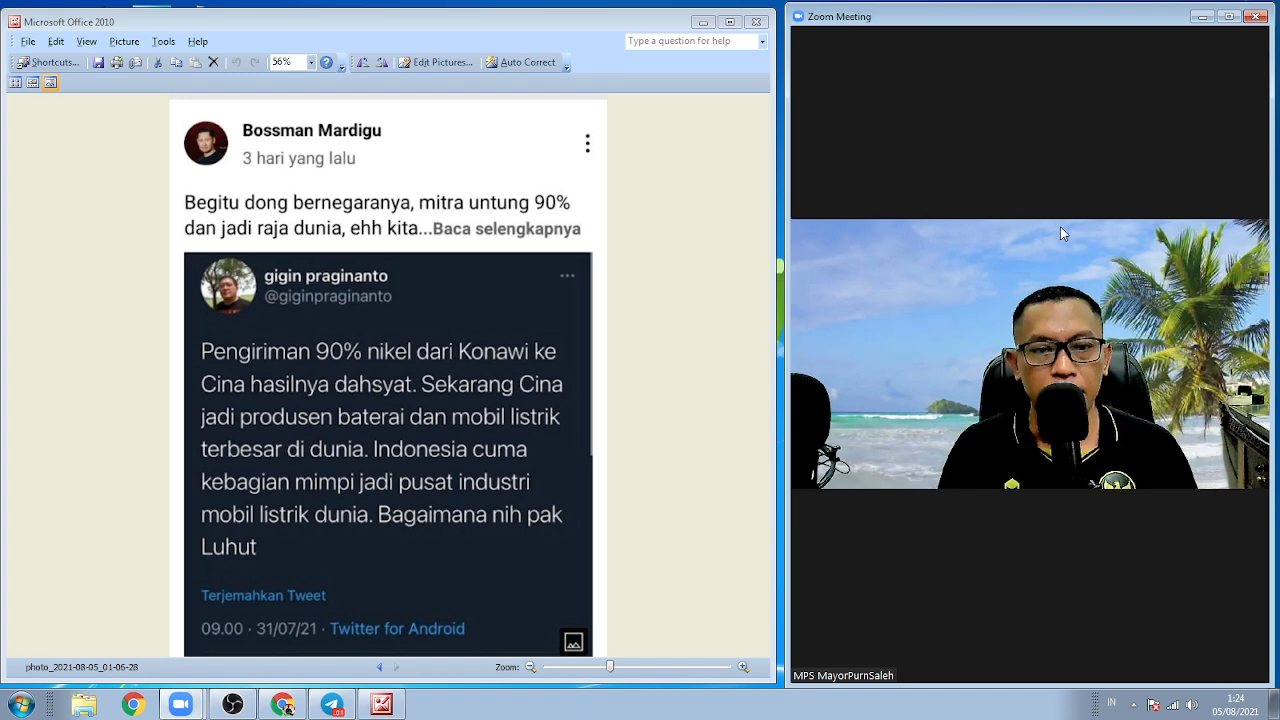 Microsoft Office 2010
File Edit View Picture Tools Help
Type a question for help
Shortcuts...
56%
Edit Pictures...
Auto Correct
Bossman Mardigu
3 hari yang lalu
Begitu dong bernegaranya, mitra untung 90%
dan jadi raja dunia, ehh kita...Baca selengkapnya
gigin praginanto
@giginpraginanto
Pengiriman 90% nikel dari Konawi ke
Cina hasilnya dahsyat. Sekarang Cina
jadi produsen baterai dan mobil listrik
terbesar di dunia. Indonesia cuma
kebagian mimpi jadi pusat industri
mobil listrik dunia. Bagaimana nih pak
Luhut
Terjemahkan Tweet
09.00 · 31/07/21 · Twitter for Android
photo_2021-08-05_01-06-28
Zoom:
Zoom Meeting
MPS MayorPurnSaleh
IN
1:24
05/08/2021